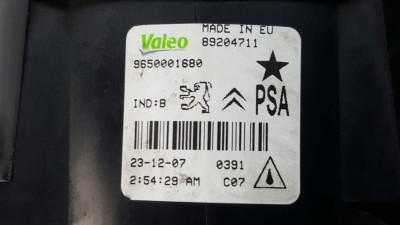 Valeo MADE IN EU
89204711
9650001680
IND:B PSA
23-12-07 0391
2:54:29 AM C07